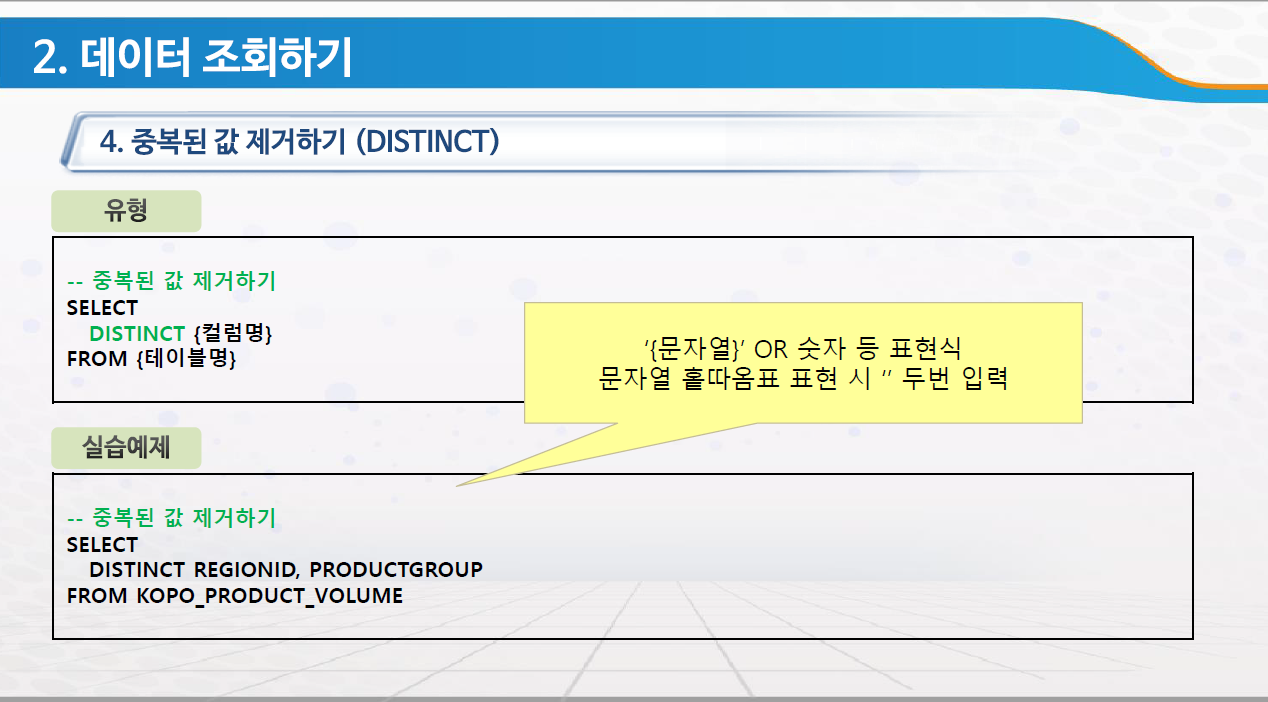 2. 데이터 조회하기
4. 중복된 값 제거하기 (DISTINCT)
유형
-- 중복된 값 제거하기
SELECT
DISTINCT {컬럼명}
FROM {테이블명}
‘{문자열}’ OR 숫자 등 표현식
문자열 홑따옴표 표현 시 ‘’ 두번 입력
실습예제
-- 중복된 값 제거하기
SELECT
DISTINCT REGIONID, PRODUCTGROUP
FROM KOPO_PRODUCT_VOLUME